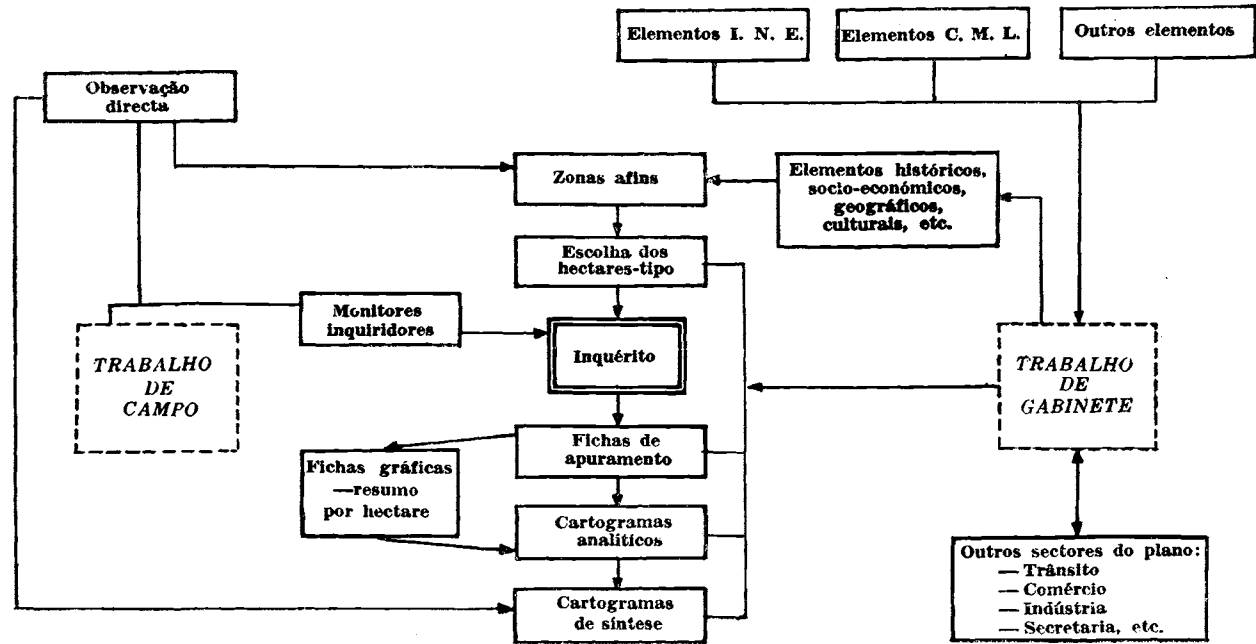 Elementos I. N. E.
Elementos C. M. L.
Outros elementos
Observação
directa
Zonas afins
Elementos históricos,
socio-económicos,
geográficos,
culturais, etc.
Escolha dos
hectares-tipo
Monitores
inquiridores
Inquérito
TRABALHO
DE
CAMPO
TRABALHO
DE
GABINETE
Fichas de
apuramento
Fichas gráficas
—resumo
por hectare
Cartogramas
analíticos
Cartogramas
de síntese
Outros sectores do plano:
— Trânsito
— Comércio
— Indústria
— Secretaria, etc.